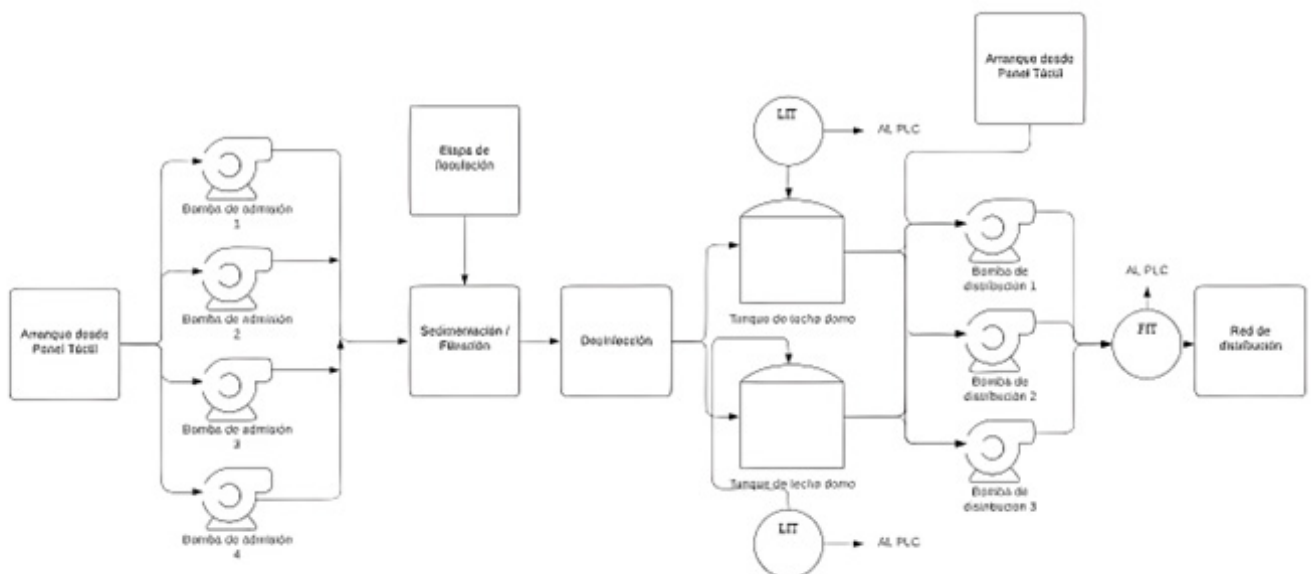 Arranque desde
Panel Táctil
Bomba de admisión
1
Bomba de admisión
2
Bomba de admisión
3
Bomba de admisión
4
Etapa de
floculación
Sedimentación /
Filtración
Desinfección
LIT
AL PLC
Tanque de techo domo
Tanque de techo domo
LIT
AL PLC
Arranque desde
Panel Táctil
Bomba de
distribución 1
Bomba de
distribución 2
Bomba de
distribucion 3
AL PLC
FIT
Red de
distribución